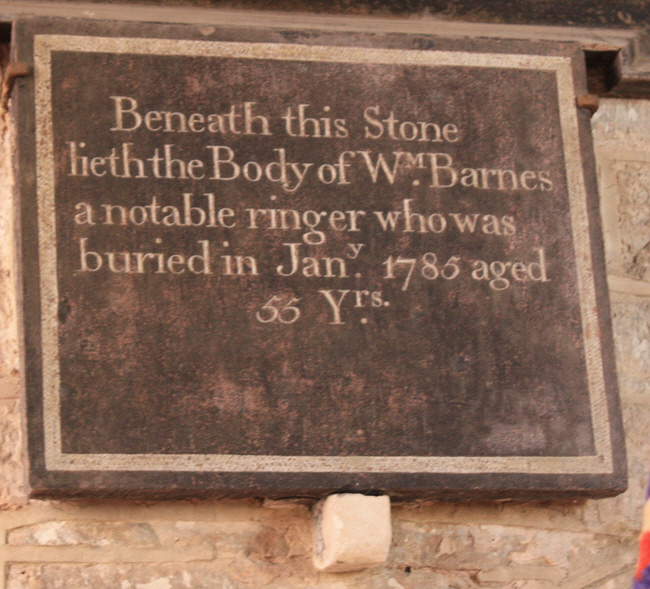 Beneath this Stone
lieth the Body of Wᴹ. Barnes
a notable ringer who was
buried in Janʸ. 1785 aged
55 Yʳˢ.